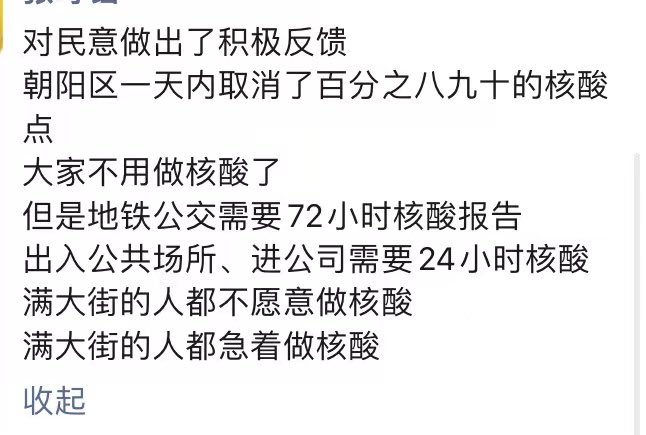 对民意做出了积极反馈
朝阳区一天内取消了百分之八九十的核酸
点
大家不用做核酸了
但是地铁公交需要72小时核酸报告
出入公共场所、进公司需要24小时核酸
满大街的人都不愿意做核酸
满大街的人都急着做核酸
收起